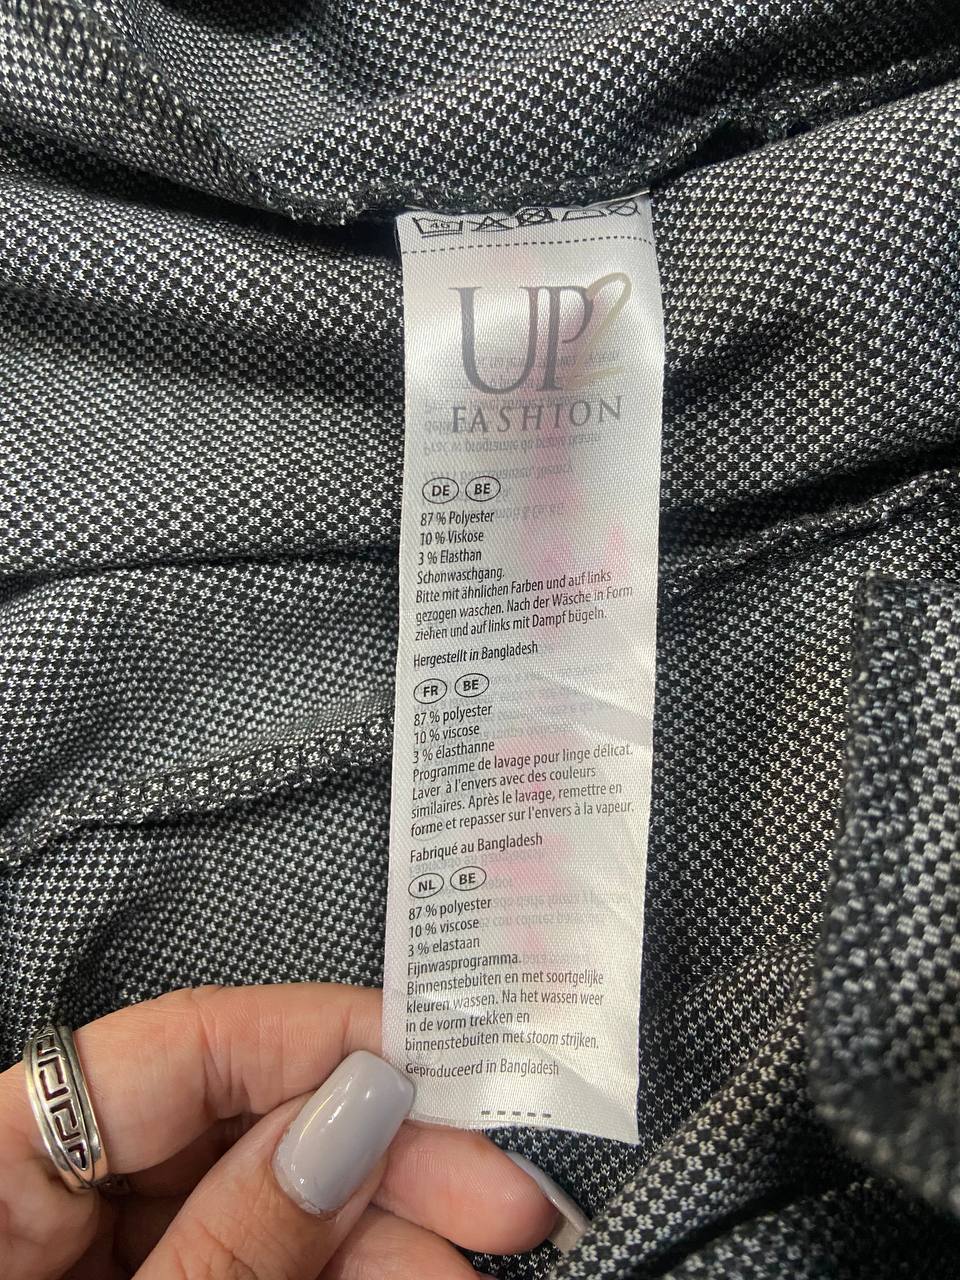 40
UP2
FASHION
DE BE
87 % Polyester
10 % Viskose
3 % Elasthan
Schonwaschgang.
Bitte mit ähnlichen Farben und auf links
gezogen waschen. Nach der Wäsche in Form
ziehen und auf links mit Dampf bügeln.
Hergestellt in Bangladesh
FR BE
87 % polyester
10 % viscose
3 % élasthanne
Programme de lavage pour linge délicat.
Laver à l'envers avec des couleurs
similaires. Après le lavage, remettre en
forme et repasser sur l'envers à la vapeur.
Fabriqué au Bangladesh
NL BE
87 % polyester
10 % viscose
3 % elastaan
Fijnwasprogramma.
Binnenstebuiten en met soortgelijke
kleuren wassen. Na het wassen weer
in de vorm trekken en
binnenstebuiten met stoom strijken.
Geproduceerd in Bangladesh